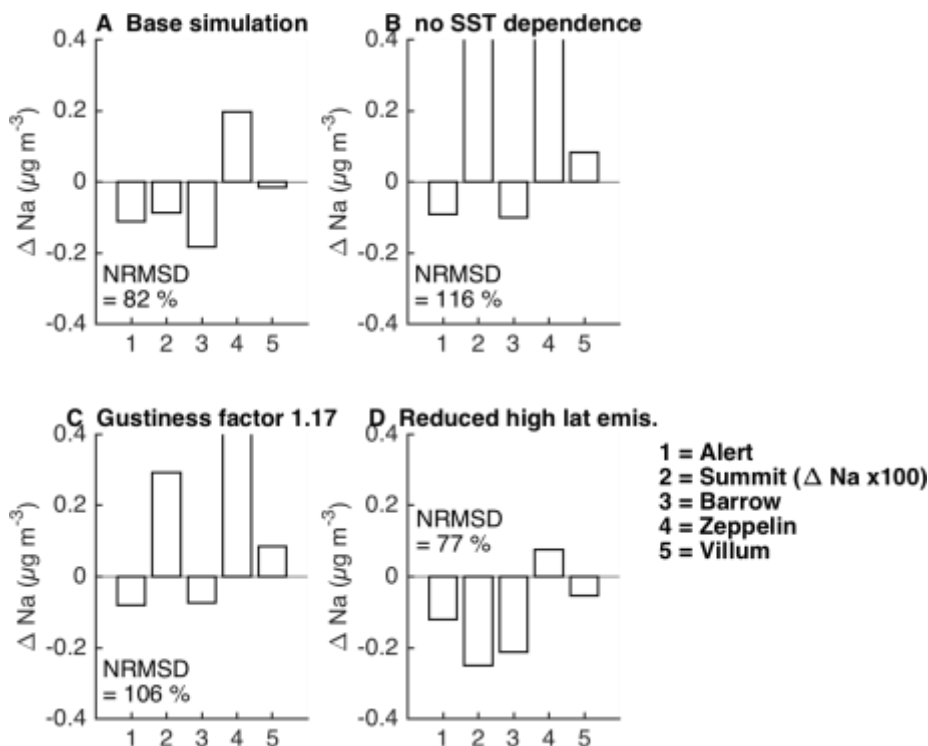 A Base simulation
0.4
0.2
0
-0.2
-0.4
Δ Na (µg m⁻³)
NRMSD
= 82 %
1 2 3 4 5
B no SST dependence
0.4
0.2
0
-0.2
-0.4
Δ Na (µg m⁻³)
NRMSD
= 116 %
1 2 3 4 5
C Gustiness factor 1.17
0.4
0.2
0
-0.2
-0.4
Δ Na (µg m⁻³)
NRMSD
= 106 %
1 2 3 4 5
D Reduced high lat emis.
0.4
0.2
0
-0.2
-0.4
Δ Na (µg m⁻³)
NRMSD
= 77 %
1 2 3 4 5
1 = Alert
2 = Summit (Δ Na x100)
3 = Barrow
4 = Zeppelin
5 = Villum